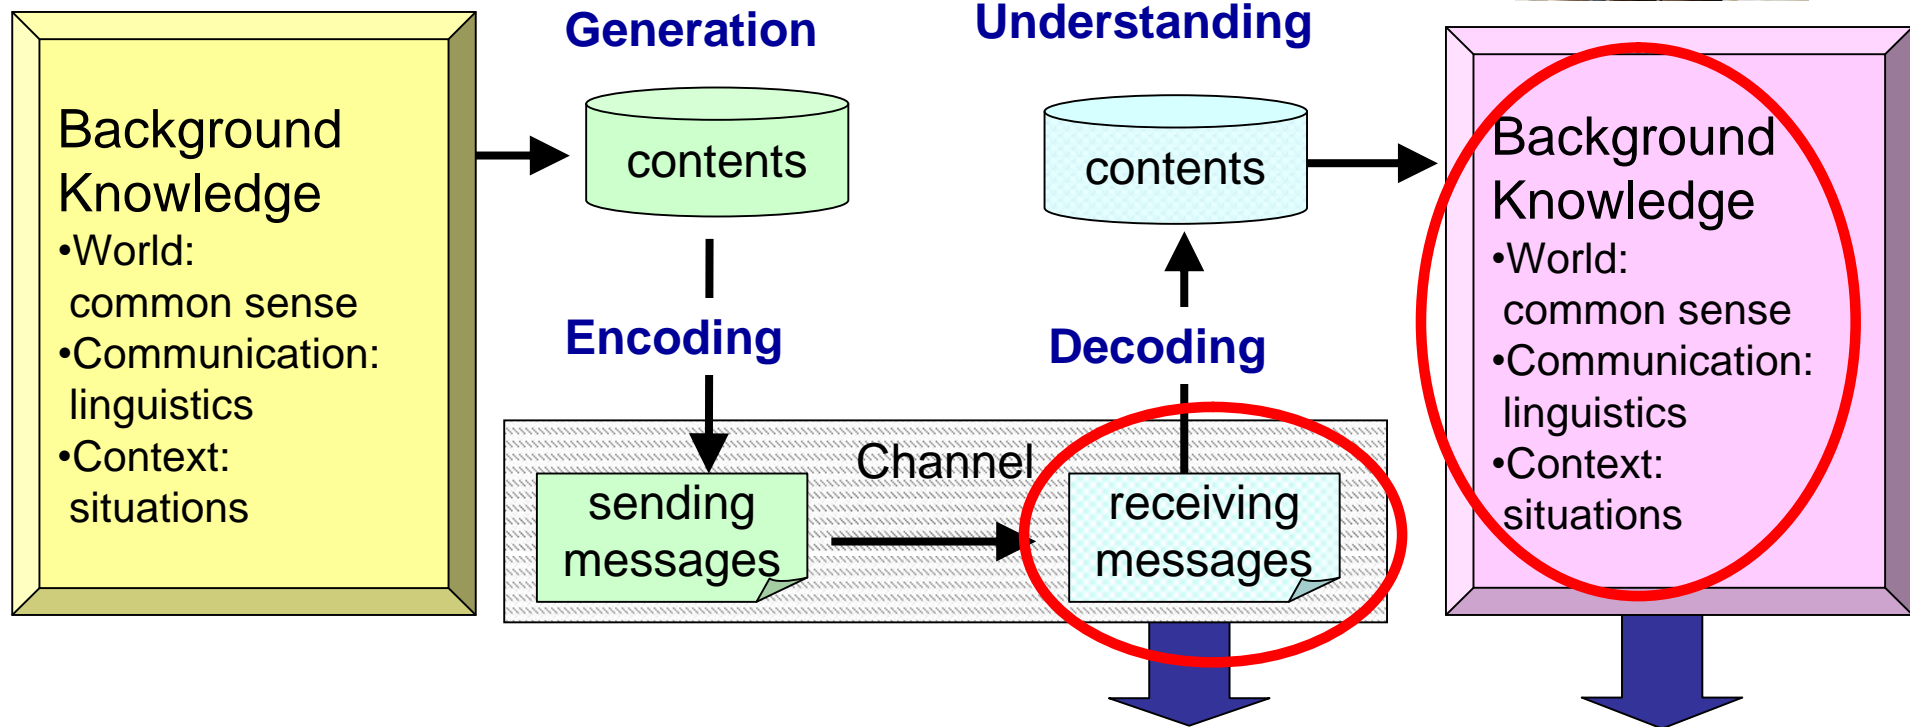 Generation
Understanding
Background
Knowledge
•World:
common sense
•Communication:
linguistics
•Context:
situations
contents
contents
Encoding
Decoding
Channel
sending
messages
receiving
messages
Background
Knowledge
•World:
common sense
•Communication:
linguistics
•Context:
situations